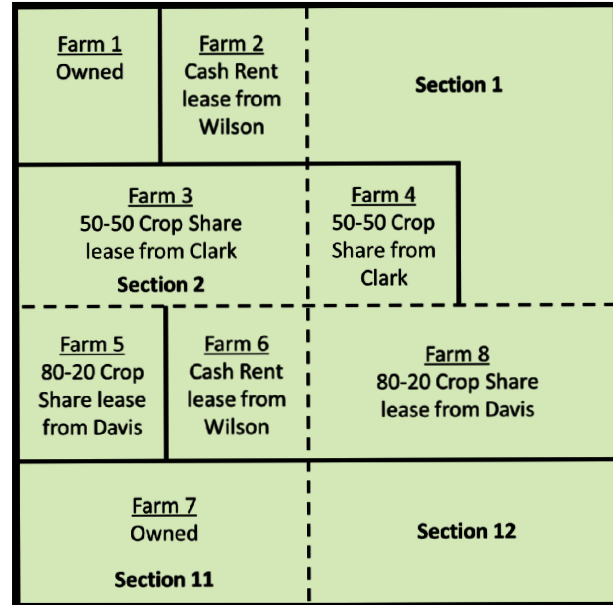 Farm 1
Owned
Farm 2
Cash Rent
lease from
Wilson
Section 1
Farm 3
50-50 Crop Share
lease from Clark
Section 2
Farm 4
50-50 Crop
Share from
Clark
Farm 5
80-20 Crop
Share lease
from Davis
Farm 6
Cash Rent
lease from
Wilson
Farm 8
80-20 Crop Share
lease from Davis
Farm 7
Owned
Section 11
Section 12